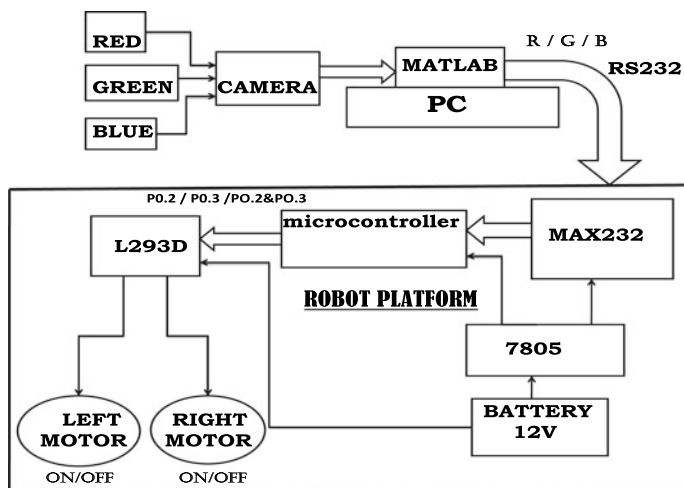 RED
GREEN
BLUE
CAMERA
MATLAB
PC
R / G / B
RS232
P0.2 / P0.3 /PO.2&PO.3
L293D
microcontroller
MAX232
ROBOT PLATFORM
7805
BATTERY
12V
LEFT
MOTOR
RIGHT
MOTOR
ON/OFF
ON/OFF